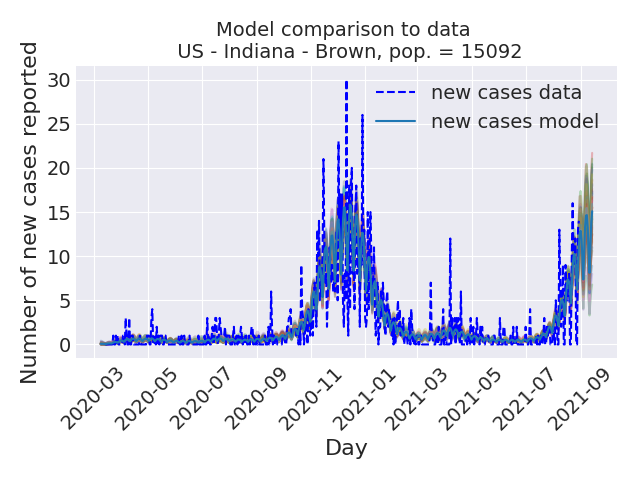 Model comparison to data
US - Indiana - Brown, pop. = 15092
Number of new cases reported
30
25
20
15
10
5
0
new cases data
new cases model
2020-03
2020-05
2020-07
2020-09
2020-11
2021-01
2021-03
2021-05
2021-07
2021-09
Day